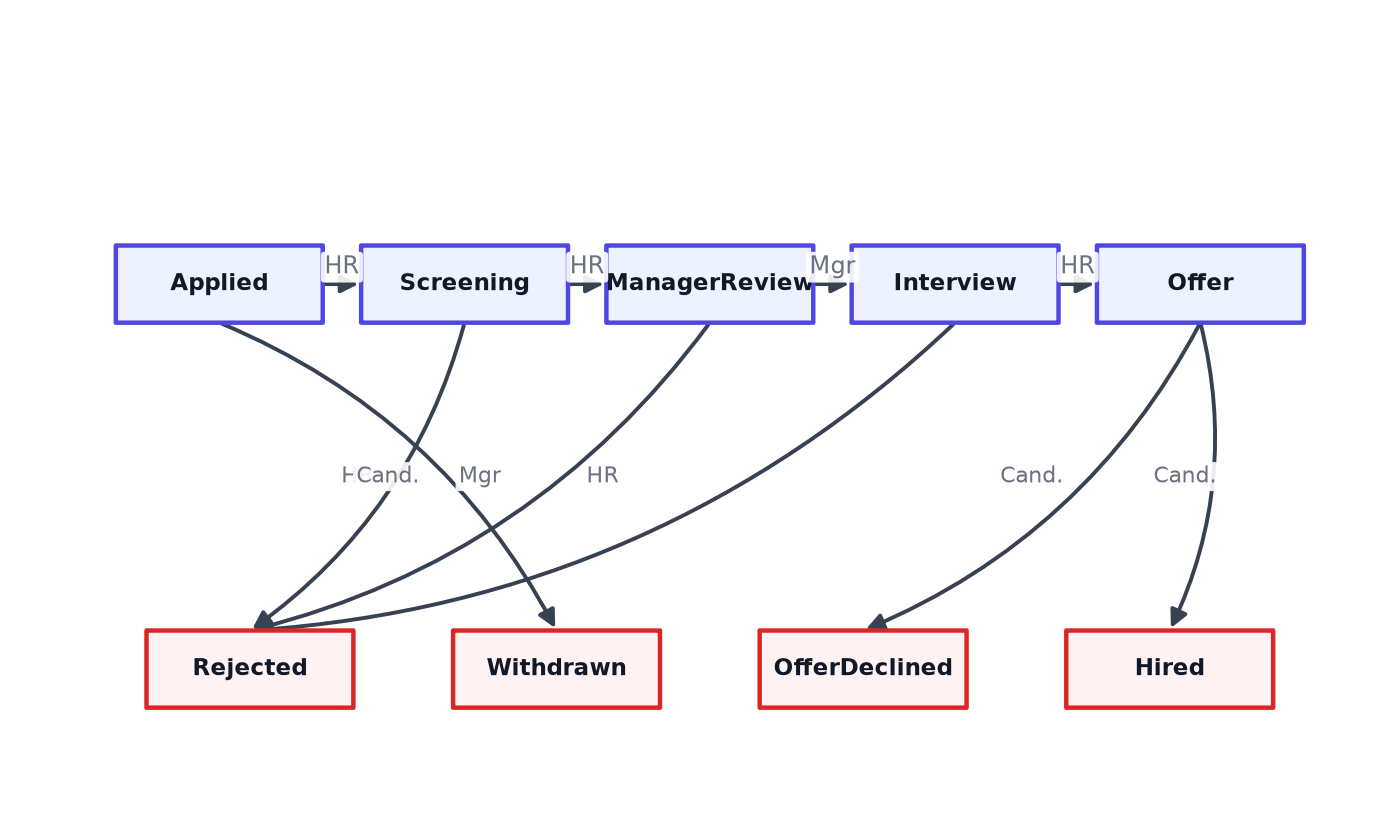 HR
HR
Mgr
HR
Applied
Screening
ManagerReview
Interview
Offer
Cand.
Mgr
HR
Cand.
Cand.
Rejected
Withdrawn
OfferDeclined
Hired